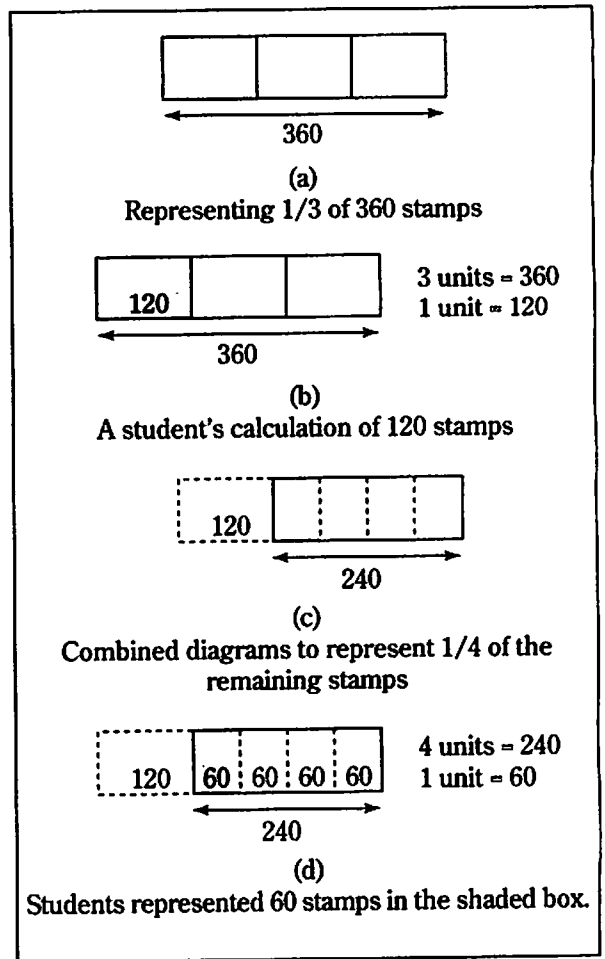 360
(a)
Representing 1/3 of 360 stamps
120
3 units = 360
1 unit = 120
360
(b)
A student's calculation of 120 stamps
120
240
(c)
Combined diagrams to represent 1/4 of the
remaining stamps
120 60 60 60 60
4 units = 240
1 unit = 60
240
(d)
Students represented 60 stamps in the shaded box.